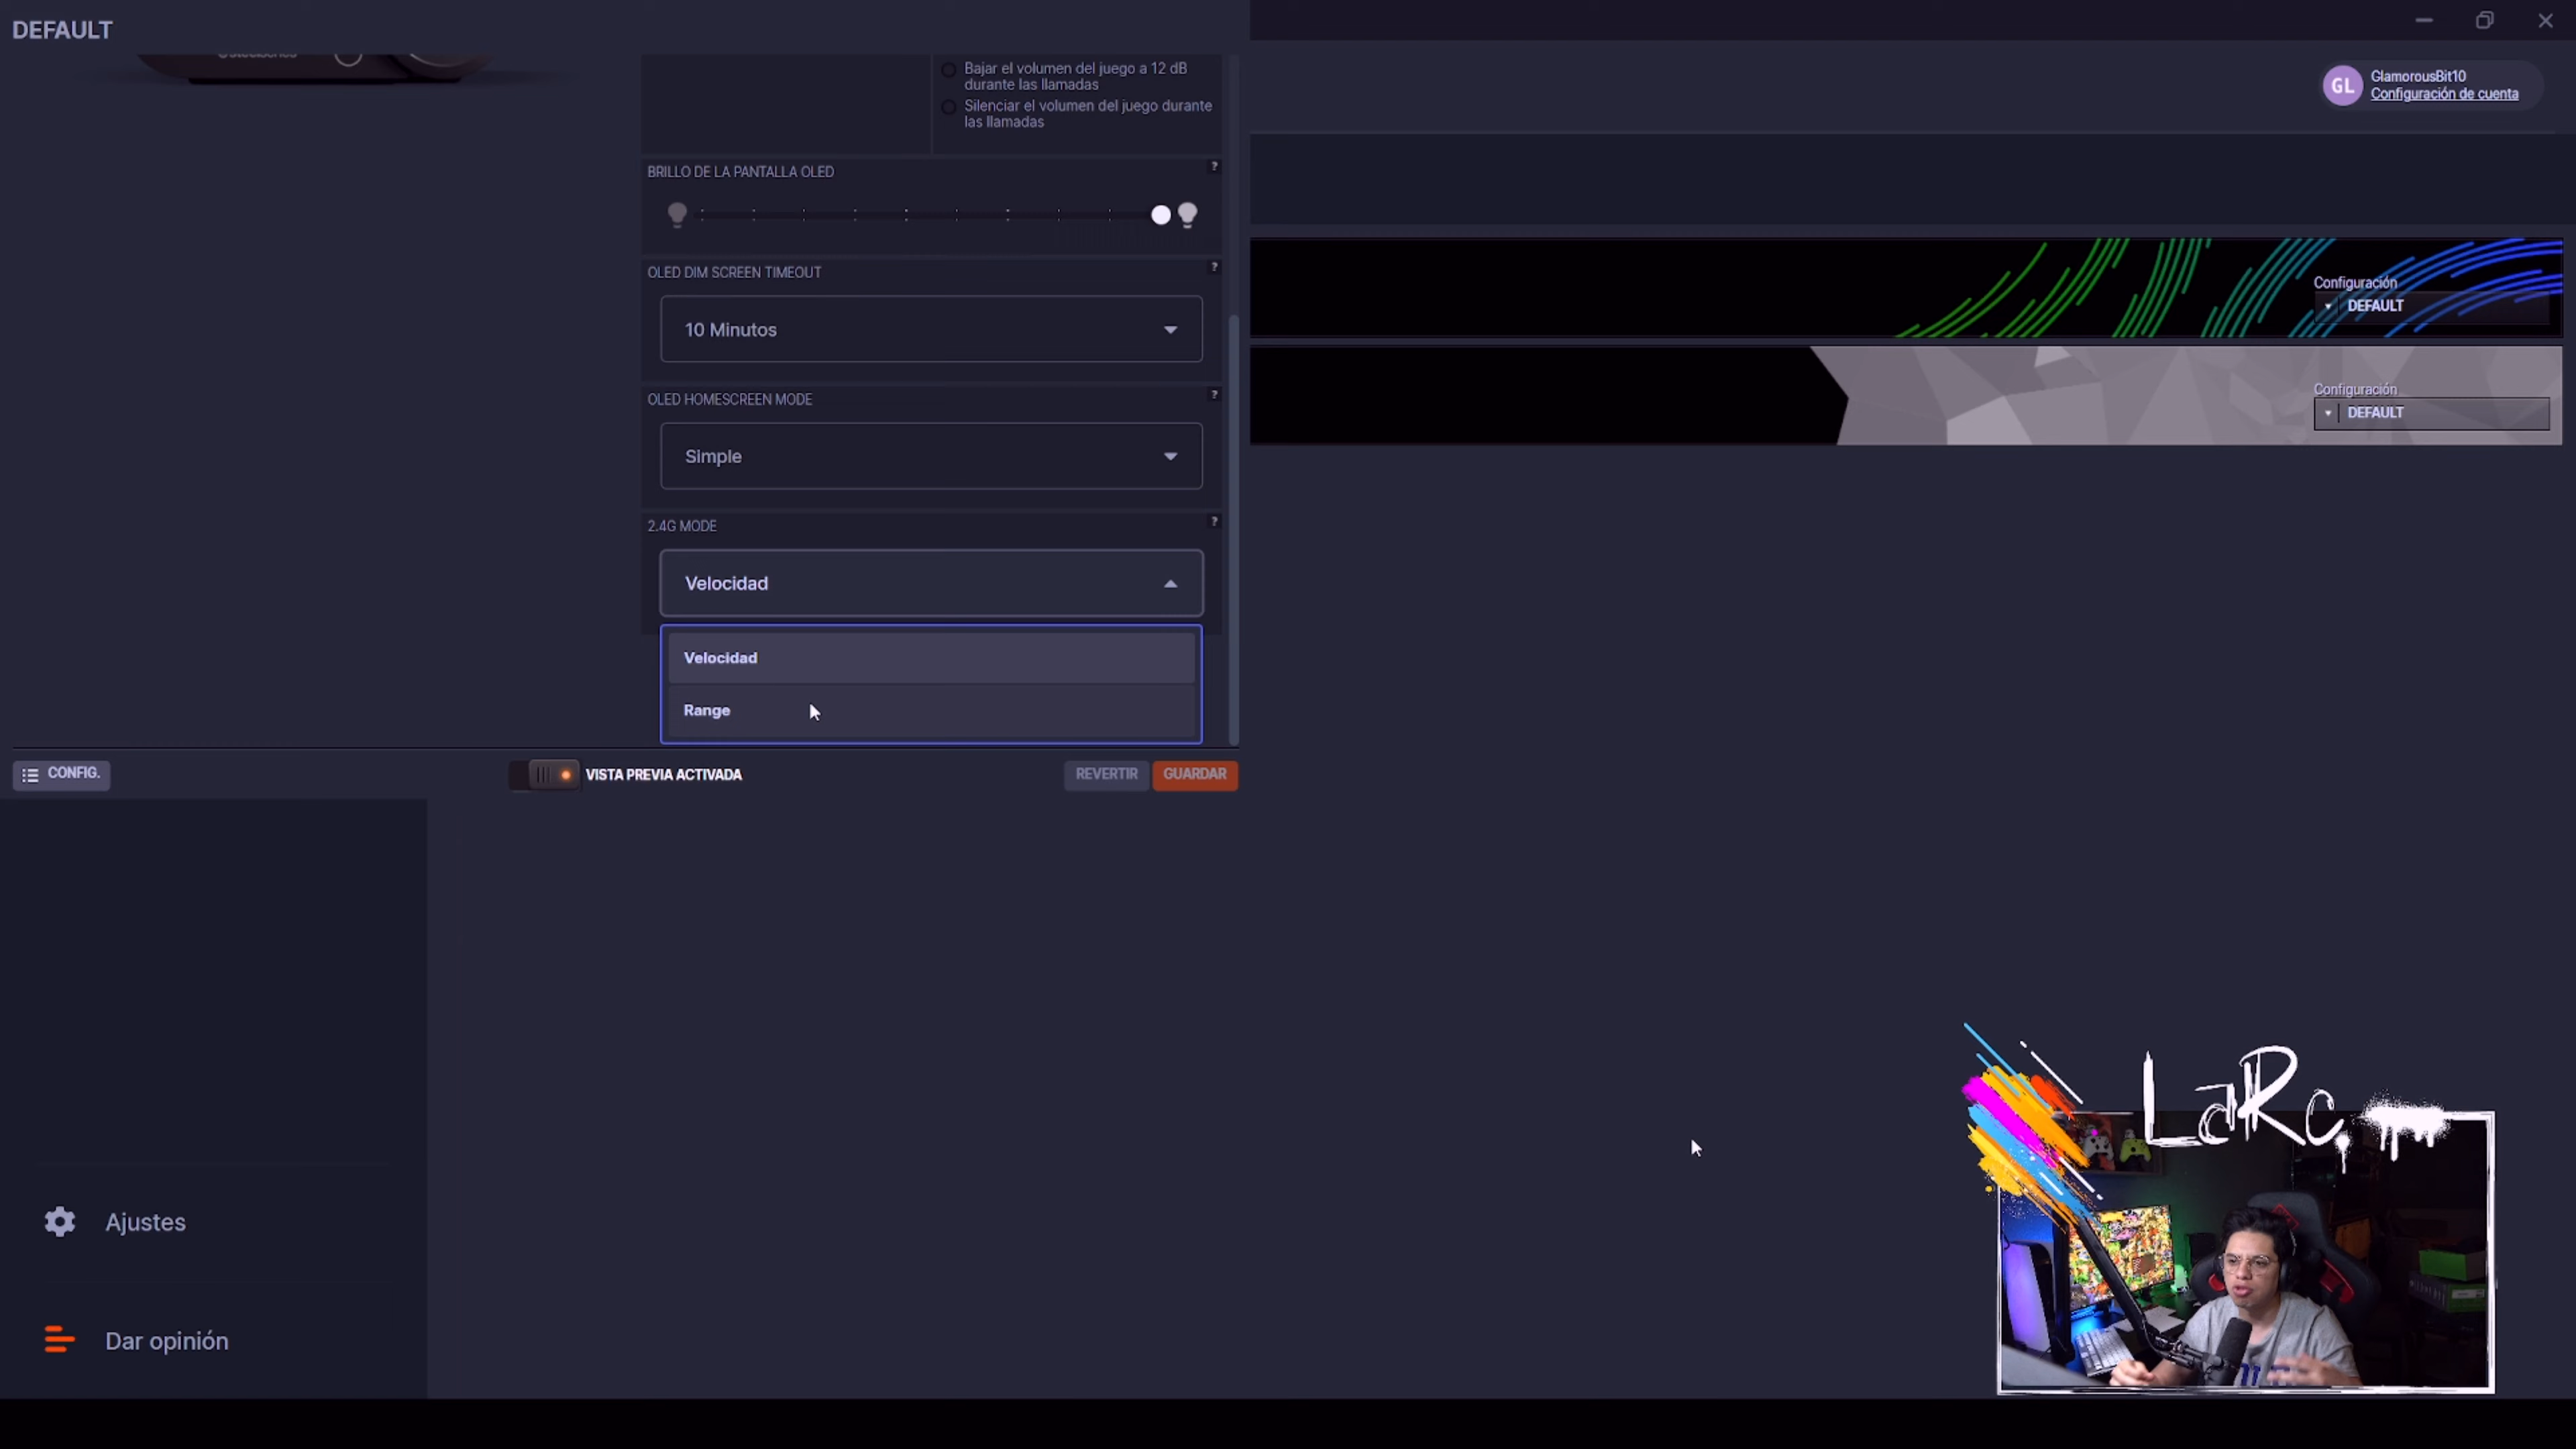 DEFAULT
Bajar el volumen del juego a 12 dB
durante las llamadas
Silenciar el volumen del juego durante
las llamadas
BRILLO DE LA PANTALLA OLED
?
OLED DIM SCREEN TIMEOUT
?
10 Minutos
OLED HOMESCREEN MODE
?
Simple
2.4G MODE
?
Velocidad
Velocidad
Range
CONFIG.
VISTA PREVIA ACTIVADA
REVERTIR
GUARDAR
GL
GlamorousBit10
Configuración de cuenta
Configuración
DEFAULT
Configuración
DEFAULT
Ajustes
Dar opinión
LaRc